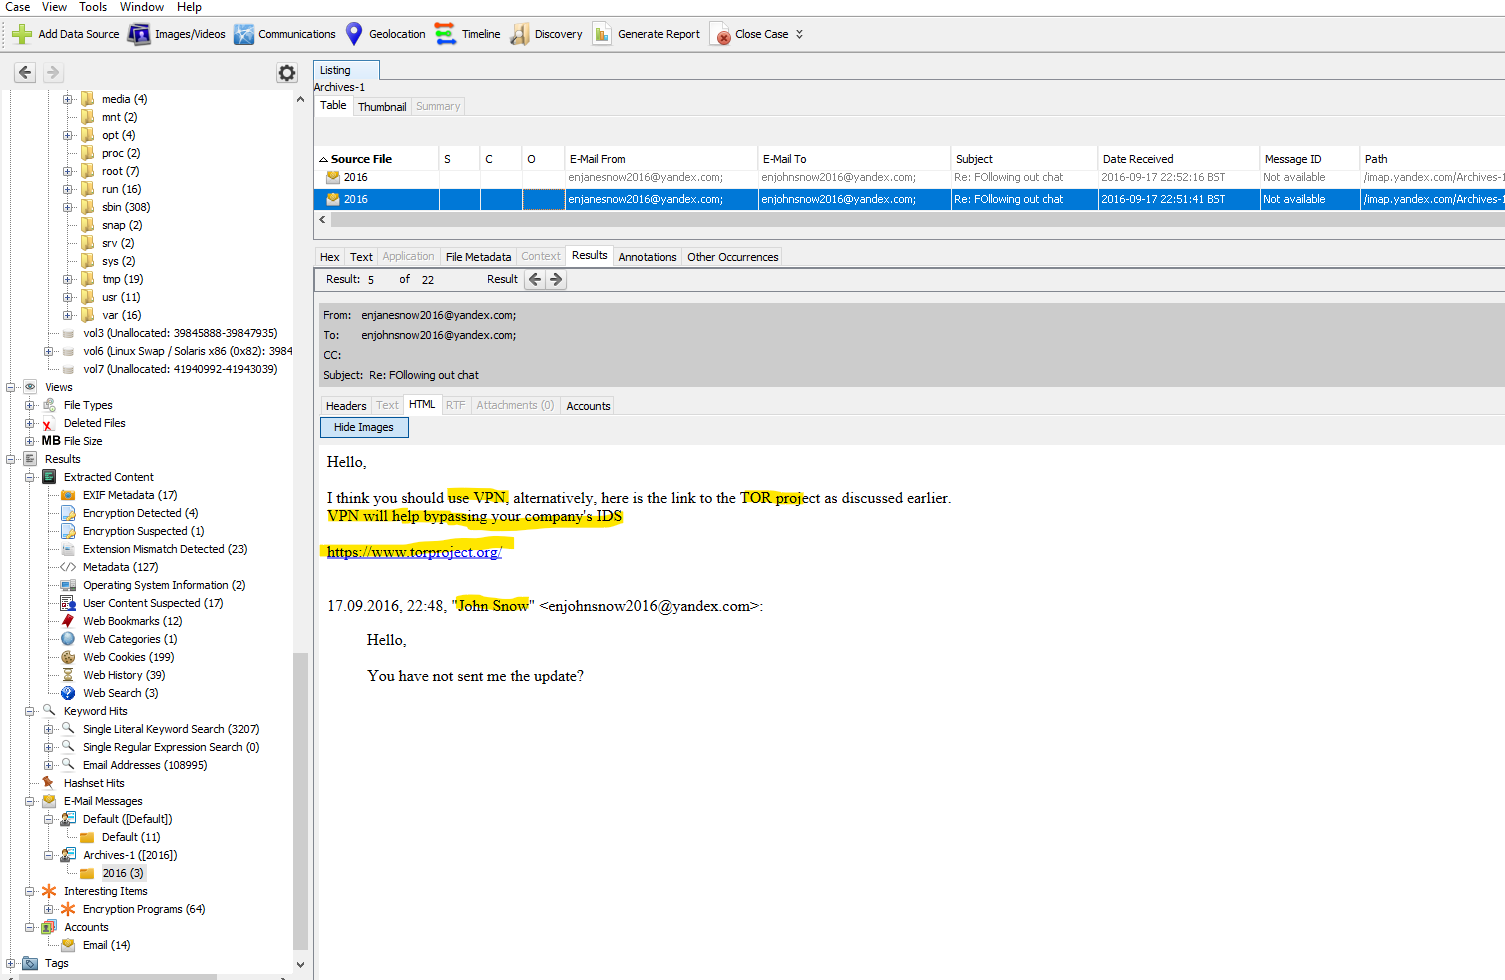 Case View Tools Window Help
Add Data Source Images/Videos Communications Geolocation Timeline Discovery Generate Report Close Case
media (4)
mnt (2)
opt (4)
proc (2)
root (7)
run (16)
sbin (308)
snap (2)
srv (2)
sys (2)
tmp (19)
usr (11)
var (16)
vol3 (Unallocated: 39845888-39847935)
vol6 (Linux Swap / Solaris x86 (0x82): 3984
vol7 (Unallocated: 41940992-41943039)
Views
File Types
Deleted Files
MB File Size
Results
Extracted Content
EXIF Metadata (17)
Encryption Detected (4)
Encryption Suspected (1)
Extension Mismatch Detected (23)
Metadata (127)
Operating System Information (2)
User Content Suspected (17)
Web Bookmarks (12)
Web Categories (1)
Web Cookies (199)
Web History (39)
Web Search (3)
Keyword Hits
Single Literal Keyword Search (3207)
Single Regular Expression Search (0)
Email Addresses (108995)
Hashset Hits
E-Mail Messages
Default ([Default])
Default (11)
Archives-1 ([2016])
2016 (3)
Interesting Items
Encryption Programs (64)
Accounts
Email (14)
Tags
Listing
Archives-1
Table Thumbnail Summary
Source File S C O E-Mail From E-Mail To Subject Date Received Message ID Path
2016 enjanesnow2016@yandex.com; enjohnsnow2016@yandex.com; Re: FOllowing out chat 2016-09-17 22:52:16 BST Not available /imap.yandex.com/Archives-1
2016 enjanesnow2016@yandex.com; enjohnsnow2016@yandex.com; Re: FOllowing out chat 2016-09-17 22:51:41 BST Not available /imap.yandex.com/Archives-1
Hex Text Application File Metadata Context Results Annotations Other Occurrences
Result: 5 of 22 Result
From: enjanesnow2016@yandex.com;
To: enjohnsnow2016@yandex.com;
CC:
Subject: Re: FOllowing out chat
Headers Text HTML RTF Attachments (0) Accounts
Hide Images
Hello,
I think you should use VPN, alternatively, here is the link to the TOR project as discussed earlier.
VPN will help bypassing your company's IDS
https://www.torproject.org/
17.09.2016, 22:48, "John Snow" <enjohnsnow2016@yandex.com>:
Hello,
You have not sent me the update?